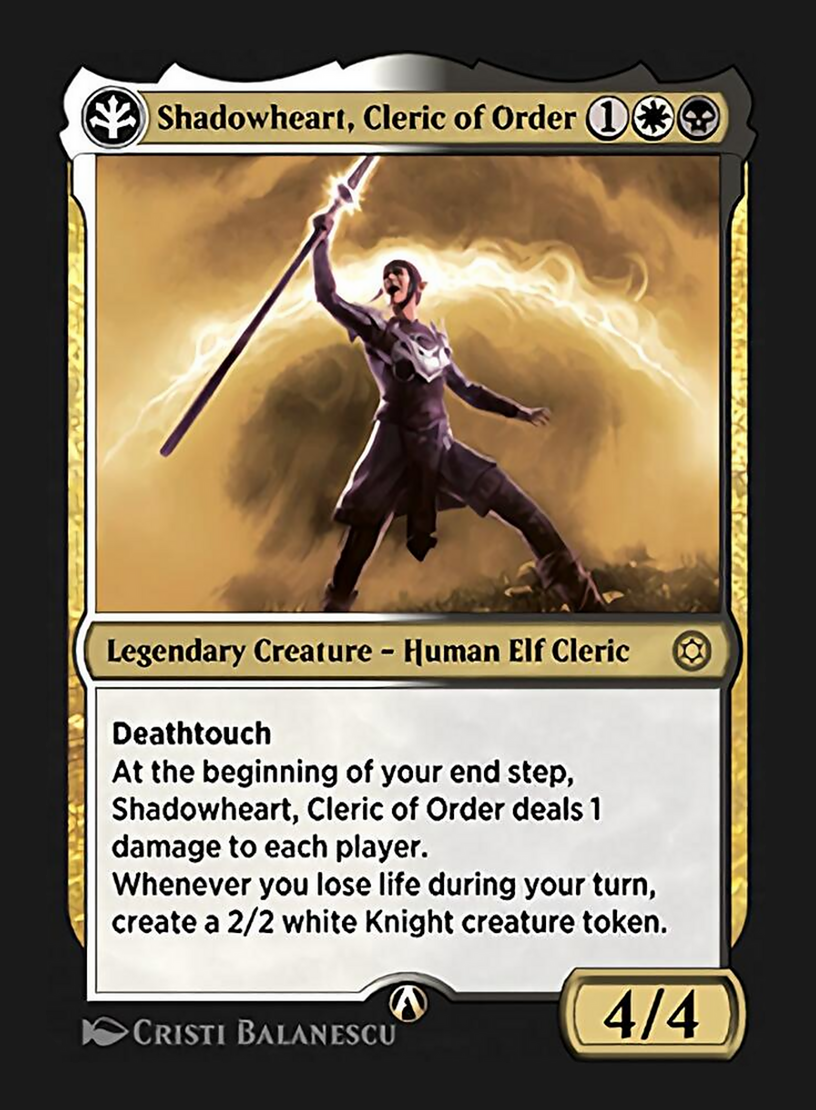 Shadowheart, Cleric of Order 1
Legendary Creature – Human Elf Cleric
Deathtouch
At the beginning of your end step,
Shadowheart, Cleric of Order deals 1
damage to each player.
Whenever you lose life during your turn,
create a 2/2 white Knight creature token.
4/4
Cristi Balanescu